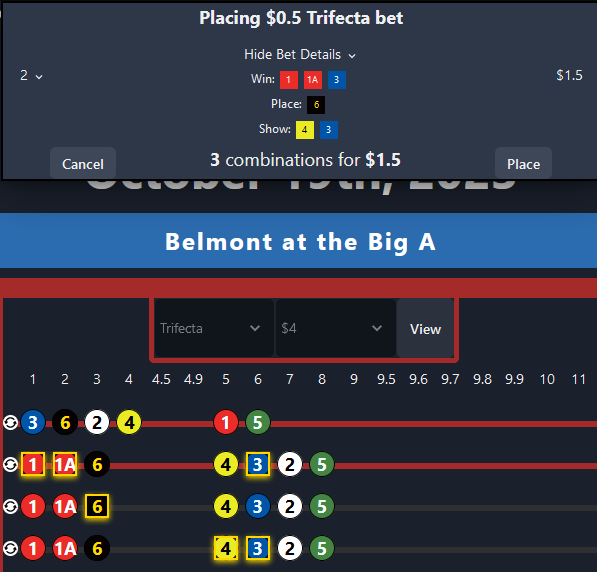 Placing $0.5 Trifecta bet
Hide Bet Details
2
Win: 1 1A 3
$1.5
Place: 6
Show: 4 3
Cancel
3 combinations for $1.5
Place
October 19th, 2023
Belmont at the Big A
Trifecta $4 View
1 2 3 4 4.5 4.9 5 6 7 8 9 9.5 9.6 9.7 9.8 9.9 10 11
3 6 2 4 1 5
1 1A 6 4 3 2 5
1 1A 6 4 3 2 5
1 1A 6 4 3 2 5